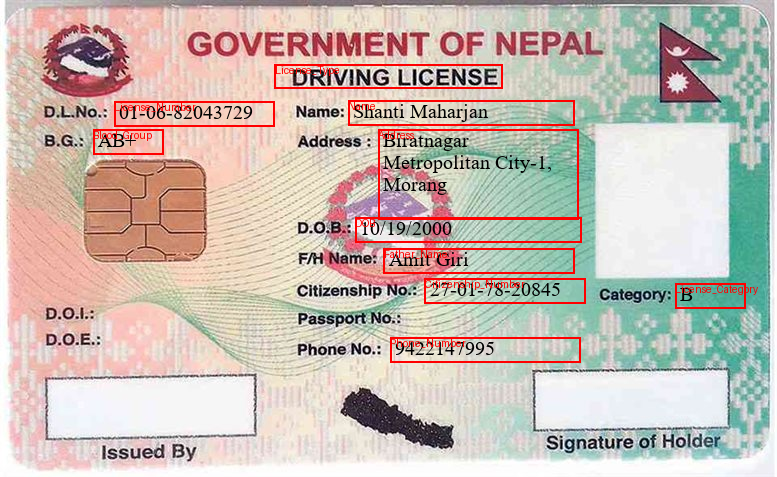 GOVERNMENT OF NEPAL
License_Type
DRIVING LICENSE
D.L.No.: License_Number 01-06-82043729
Name: Name Shanti Maharjan
B.G.: Blood_Group AB+
Address : Address Biratnagar
Metropolitan City-1,
Morang
D.O.B.: DOB 10/19/2000
F/H Name: Father_Name Amit Giri
Citizenship No.: Citizenship_Number 27-01-78-20845
Category: License_Category B
D.O.I.:
Passport No.:
D.O.E.:
Phone No.: Phone_Number 9422147995
Issued By
Signature of Holder